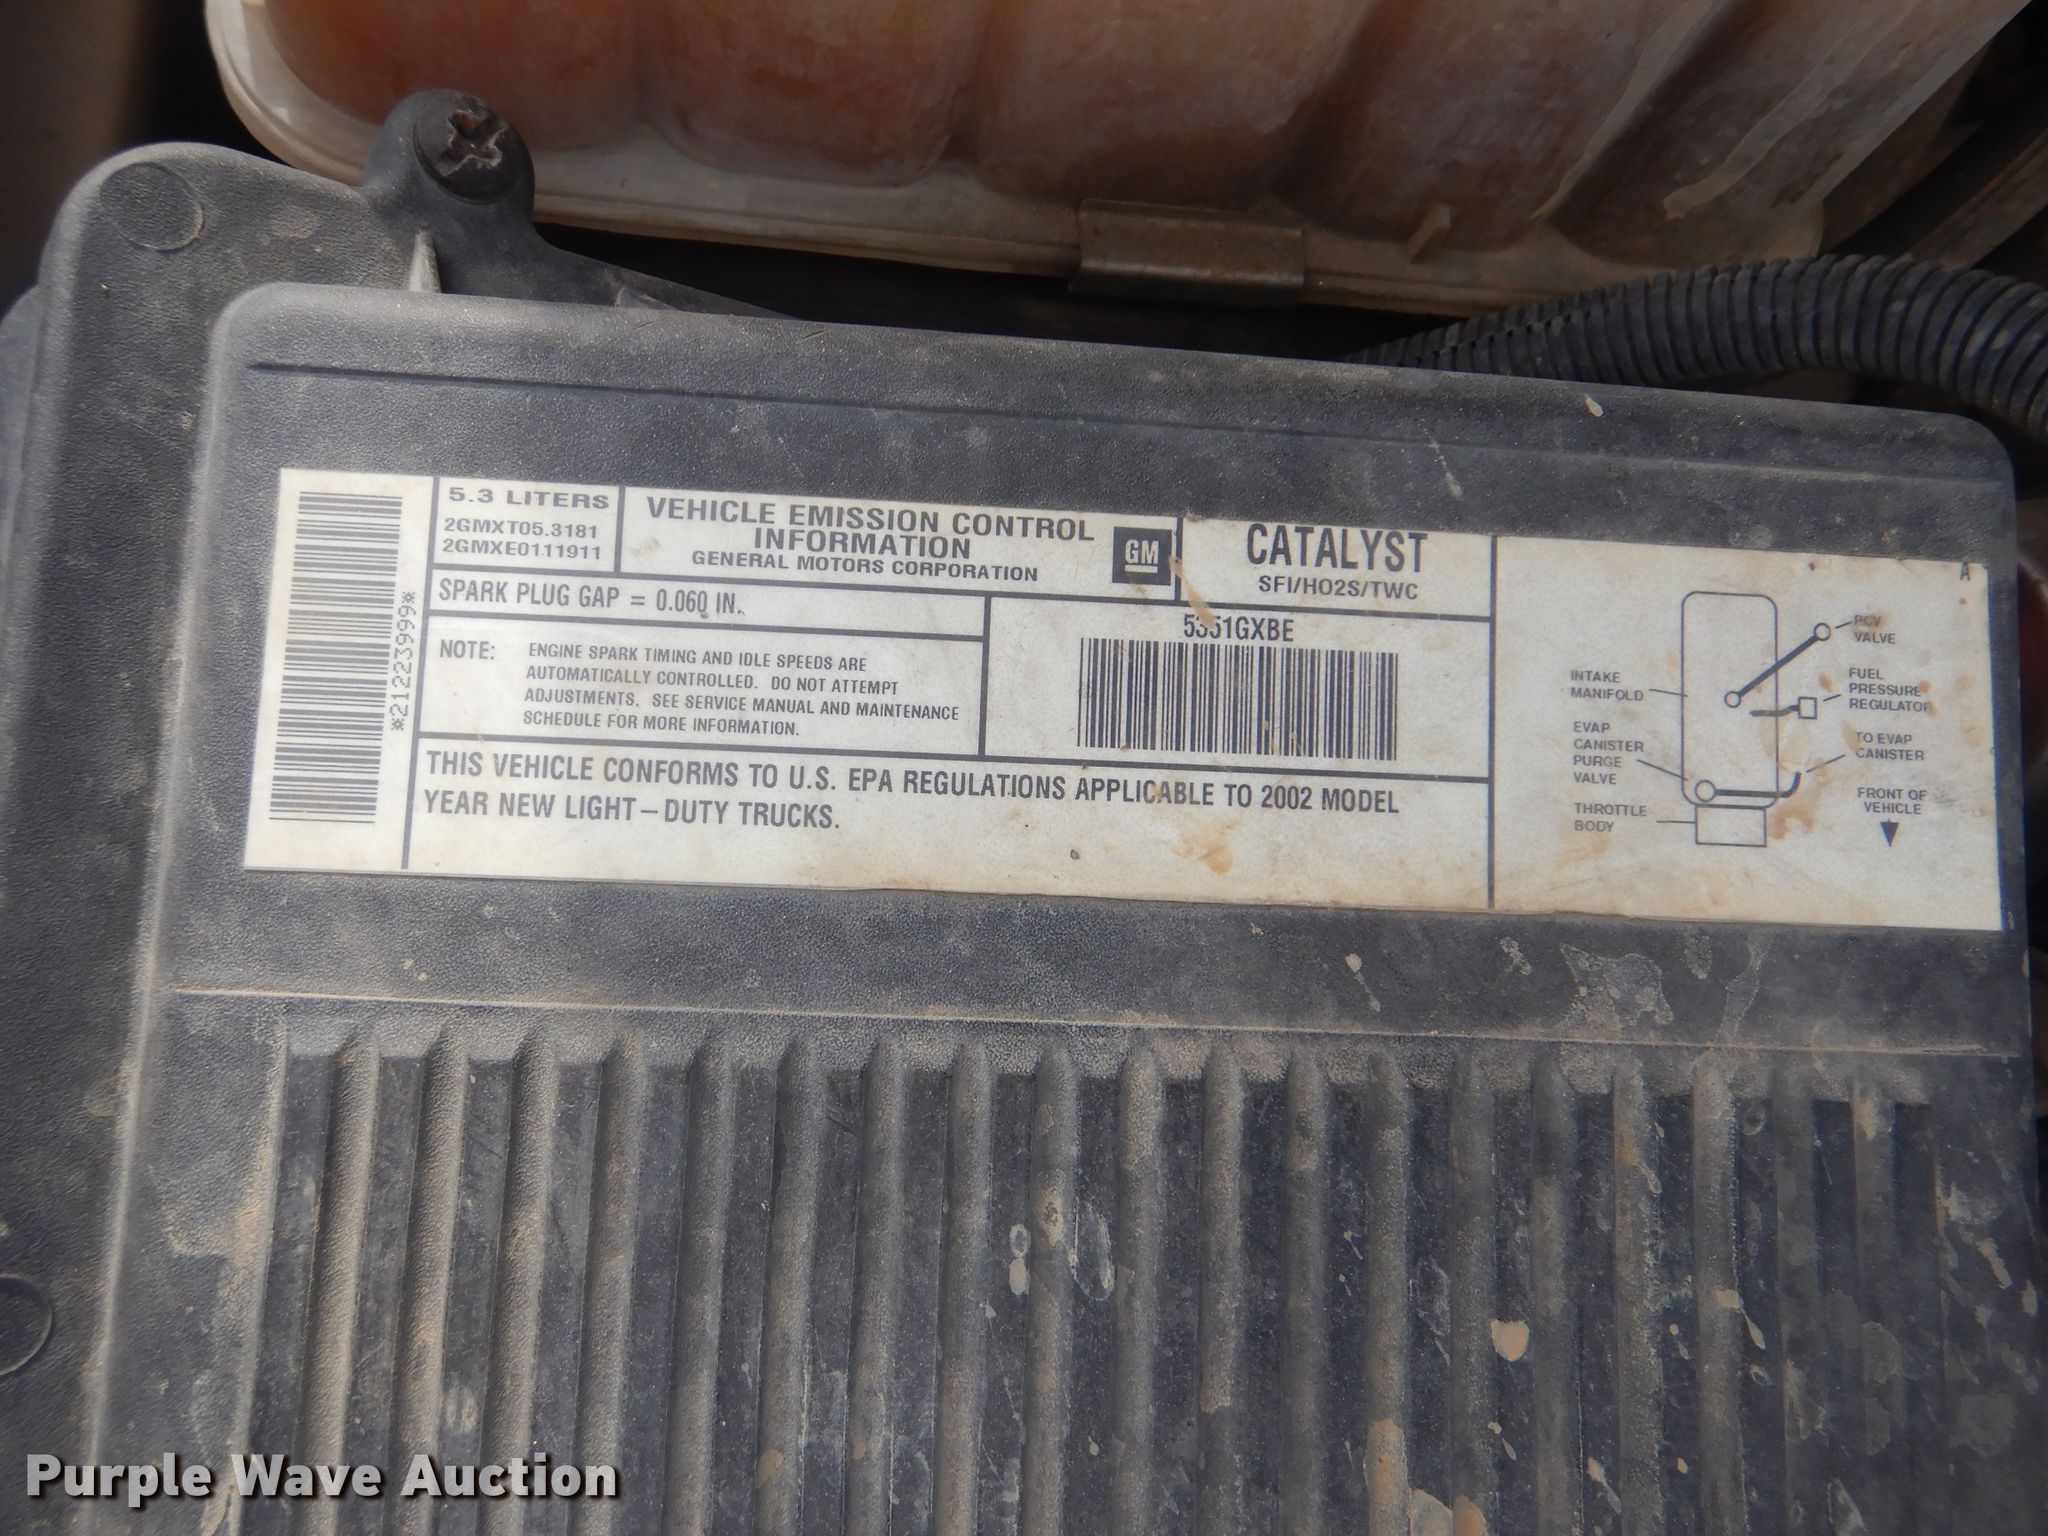 5.3 LITERS
2GMXT05.3181
2GMXE01.11911
VEHICLE EMISSION CONTROL
INFORMATION
GENERAL MOTORS CORPORATION
GM
CATALYST
SFI/HO2S/TWC
*21223999*
SPARK PLUG GAP = 0.060 IN.
NOTE: ENGINE SPARK TIMING AND IDLE SPEEDS ARE
AUTOMATICALLY CONTROLLED. DO NOT ATTEMPT
ADJUSTMENTS. SEE SERVICE MANUAL AND MAINTENANCE
SCHEDULE FOR MORE INFORMATION.
5351GXBE
THIS VEHICLE CONFORMS TO U.S. EPA REGULATIONS APPLICABLE TO 2002 MODEL
YEAR NEW LIGHT-DUTY TRUCKS.
A
PCV
VALVE
INTAKE
MANIFOLD
FUEL
PRESSURE
REGULATOR
EVAP
CANISTER
PURGE
VALVE
TO EVAP
CANISTER
THROTTLE
BODY
FRONT OF
VEHICLE
Purple Wave Auction